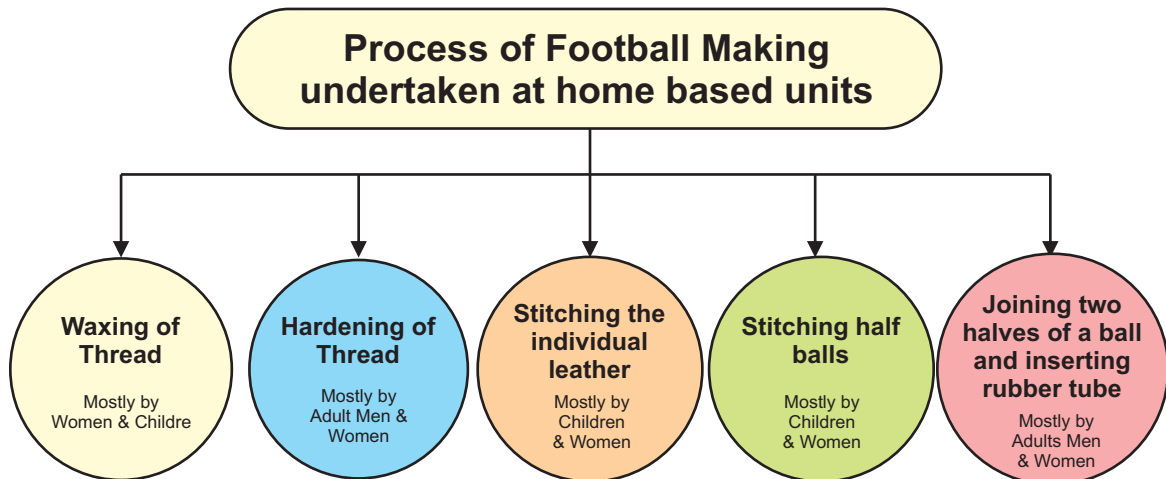 Process of Football Making
undertaken at home based units
Waxing of
Thread
Mostly by
Women & Childre
Hardening of
Thread
Mostly by
Adult Men &
Women
Stitching the
individual
leather
Mostly by
Children
& Women
Stitching half
balls
Mostly by
Children
& Women
Joining two
halves of a ball
and inserting
rubber tube
Mostly by
Adults Men
& Women